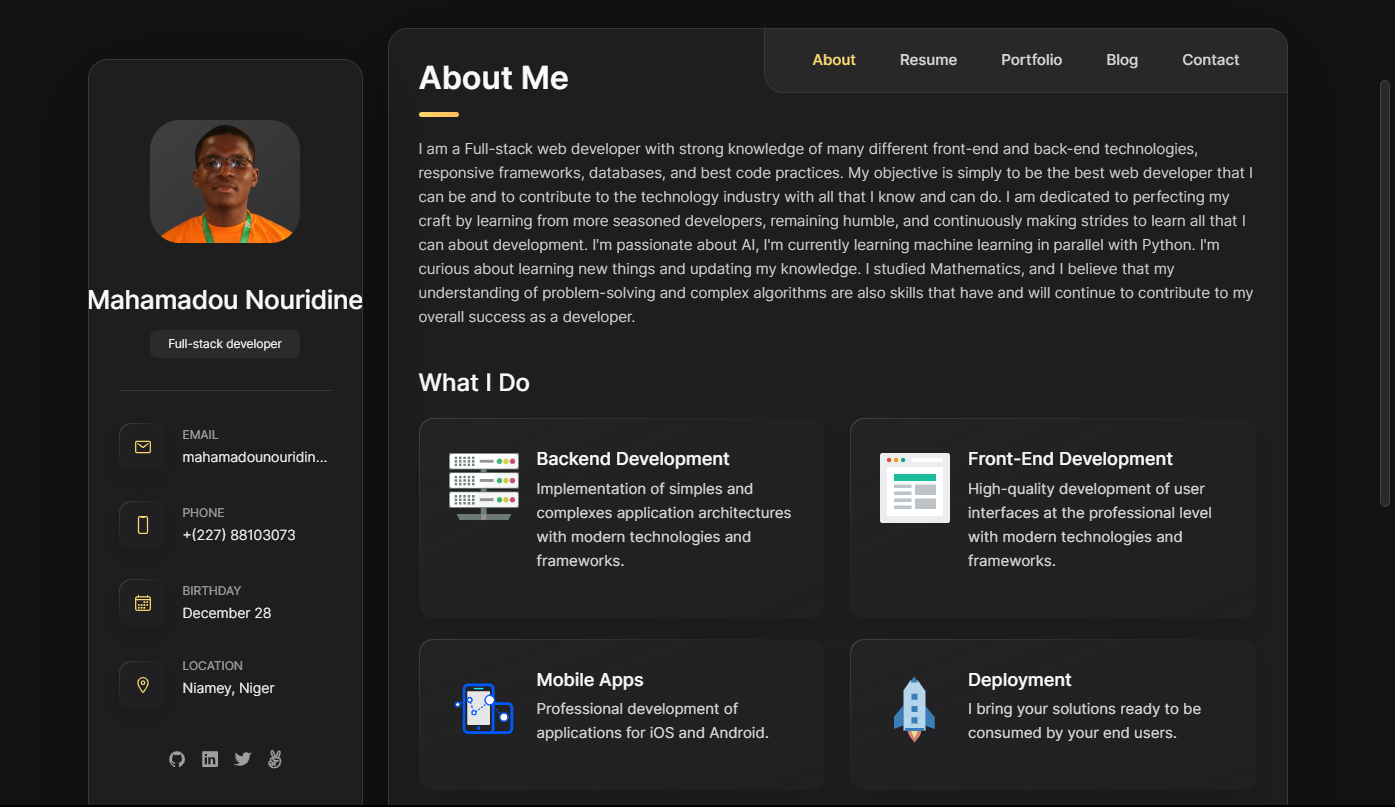 About
Resume
Portfolio
Blog
Contact
Mahamadou Nouridine
Full-stack developer
EMAIL
mahamadounouridin...
PHONE
+(227) 88103073
BIRTHDAY
December 28
LOCATION
Niamey, Niger
About Me
I am a Full-stack web developer with strong knowledge of many different front-end and back-end technologies,
responsive frameworks, databases, and best code practices. My objective is simply to be the best web developer that I
can be and to contribute to the technology industry with all that I know and can do. I am dedicated to perfecting my
craft by learning from more seasoned developers, remaining humble, and continuously making strides to learn all that I
can about development. I'm passionate about AI, I'm currently learning machine learning in parallel with Python. I'm
curious about learning new things and updating my knowledge. I studied Mathematics, and I believe that my
understanding of problem-solving and complex algorithms are also skills that have and will continue to contribute to my
overall success as a developer.
What I Do
Backend Development
Implementation of simples and
complexes application architectures
with modern technologies and
frameworks.
Front-End Development
High-quality development of user
interfaces at the professional level
with modern technologies and
frameworks.
Mobile Apps
Professional development of
applications for iOS and Android.
Deployment
I bring your solutions ready to be
consumed by your end users.